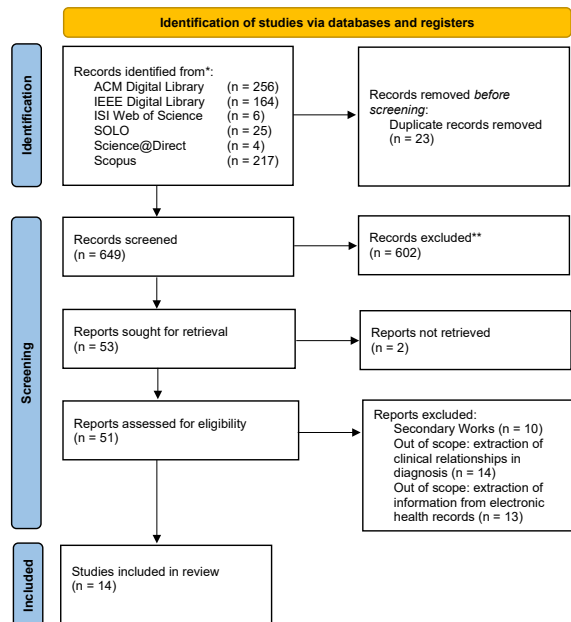 Identification of studies via databases and registers
Identification
Records identified from*:
ACM Digital Library (n = 256)
IEEE Digital Library (n = 164)
ISI Web of Science (n = 6)
SOLO (n = 25)
Science@Direct (n = 4)
Scopus (n = 217)
Records removed before
screening:
Duplicate records removed
(n = 23)
Screening
Records screened
(n = 649)
Records excluded**
(n = 602)
Reports sought for retrieval
(n = 53)
Reports not retrieved
(n = 2)
Reports assessed for eligibility
(n = 51)
Reports excluded:
Secondary Works (n = 10)
Out of scope: extraction of
clinical relationships in
diagnosis (n = 14)
Out of scope: extraction of
information from electronic
health records (n = 13)
Included
Studies included in review
(n = 14)